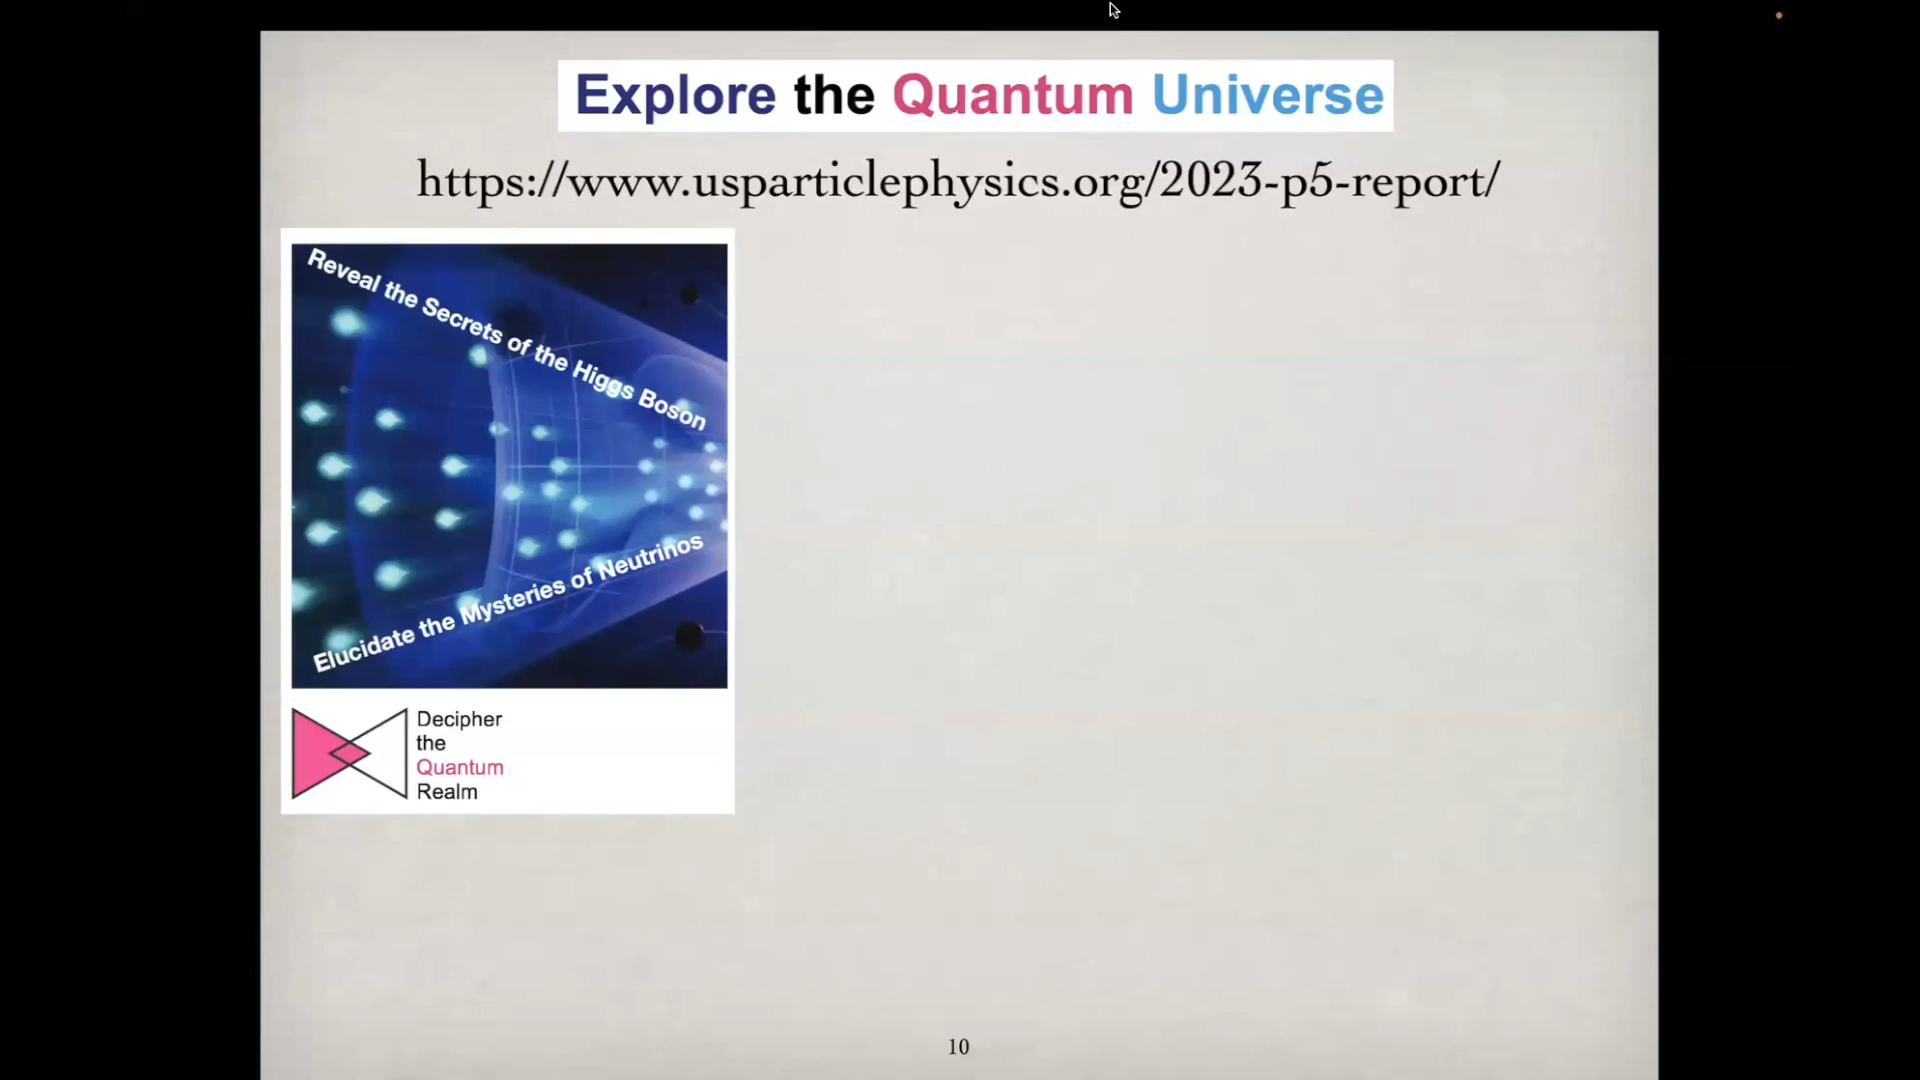 Explore the Quantum Universe
https://www.usparticlephysics.org/2023-p5-report/
Reveal the Secrets of the Higgs Boson
Elucidate the Mysteries of Neutrinos
Decipher
the
Quantum
Realm
10